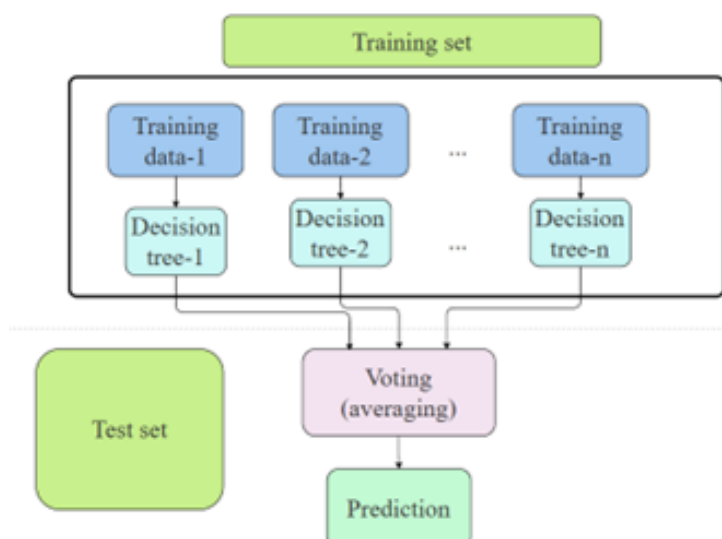 Training set
Training
data-1
Training
data-2
...
Training
data-n
Decision
tree-1
Decision
tree-2
...
Decision
tree-n
Test set
Voting
(averaging)
Prediction